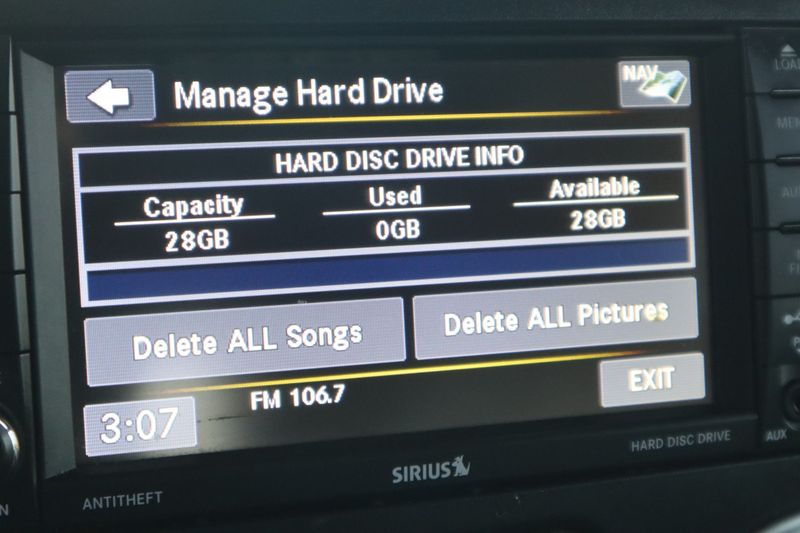 Manage Hard Drive
NAV
HARD DISC DRIVE INFO
Capacity Used Available
28GB 0GB 28GB
Delete ALL Songs
Delete ALL Pictures
FM 106.7
EXIT
3:07
SIRIUS
HARD DISC DRIVE
AUX
ANTITHEFT